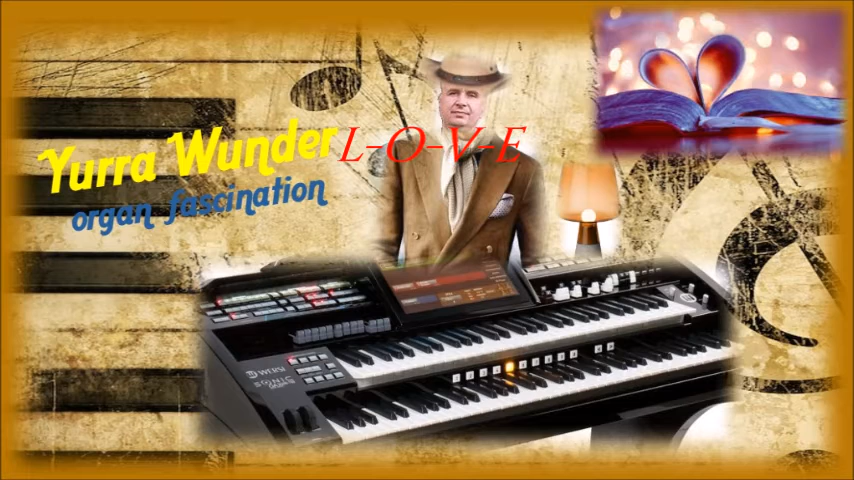 Yurra Wunder
organ fascination
L-O-V-E
WERSI
SONIC